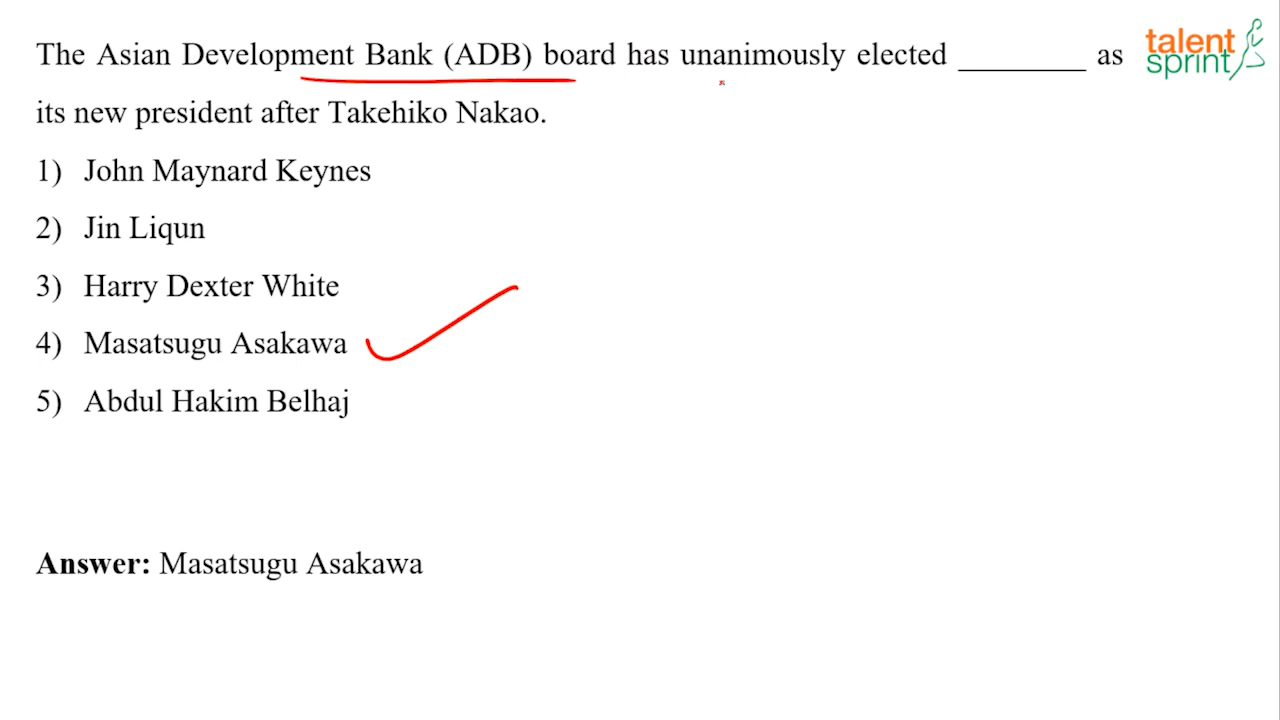 The Asian Development Bank (ADB) board has unanimously elected ________ as
its new president after Takehiko Nakao.
1) John Maynard Keynes
2) Jin Liqun
3) Harry Dexter White
4) Masatsugu Asakawa
5) Abdul Hakim Belhaj
Answer: Masatsugu Asakawa
talent
sprint